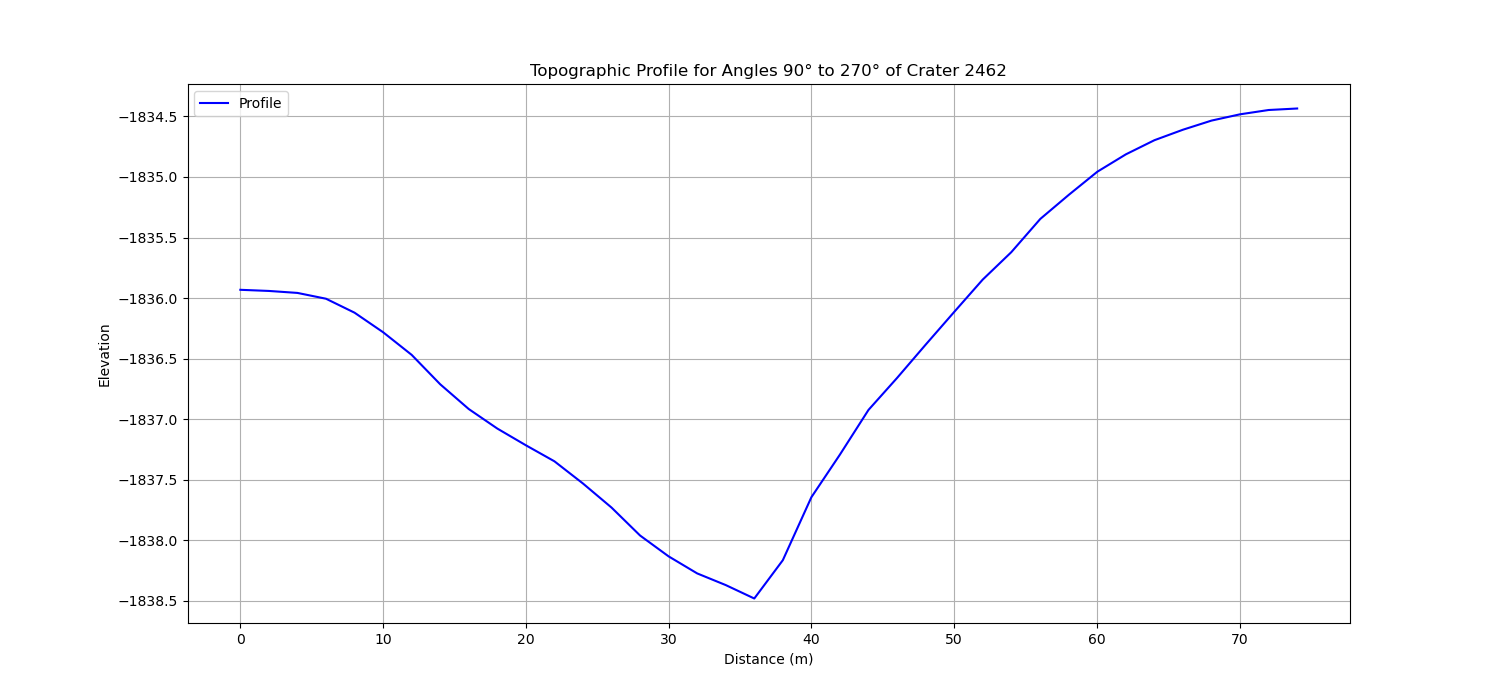 Topographic Profile for Angles 90° to 270° of Crater 2462
Profile
−1834.5
−1835.0
−1835.5
−1836.0
−1836.5
−1837.0
−1837.5
−1838.0
−1838.5
Elevation
0 10 20 30 40 50 60 70
Distance (m)